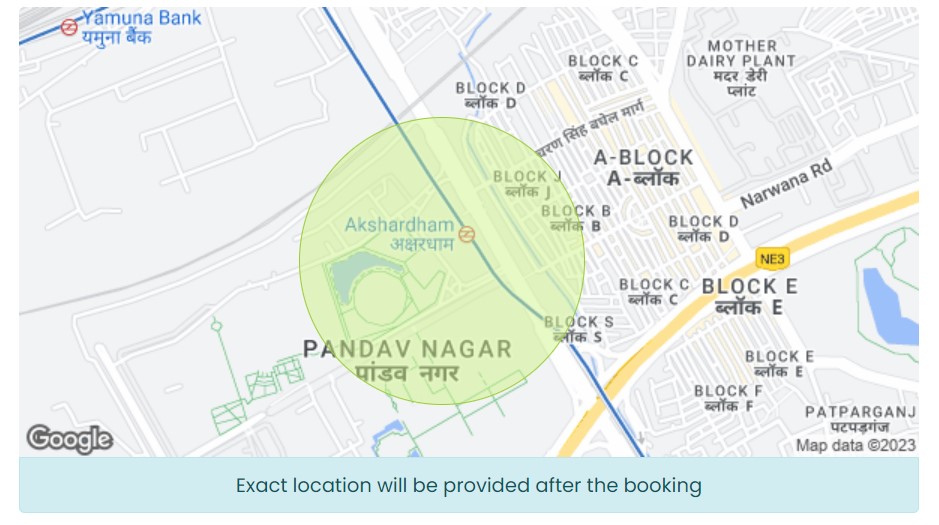 Yamuna Bank
यमुना बैंक
MOTHER
DAIRY PLANT
मदर डेरी
प्लांट
BLOCK C
ब्लॉक C
BLOCK D
ब्लॉक D
चरण सिंह बघेल मार्ग
A-BLOCK
A-ब्लॉक
Narwana Rd
BLOCK J
ब्लॉक J
BLOCK B
ब्लॉक B
Akshardham
अक्षरधाम
BLOCK D
ब्लॉक D
NE3
BLOCK C
ब्लॉक C
BLOCK E
ब्लॉक E
BLOCK S
ब्लॉक S
PANDAV NAGAR
पांडव नगर
BLOCK E
ब्लॉक E
BLOCK F
ब्लॉक F
PATPARGANJ
पटपड़गंज
Google
Map data ©2023
Exact location will be provided after the booking